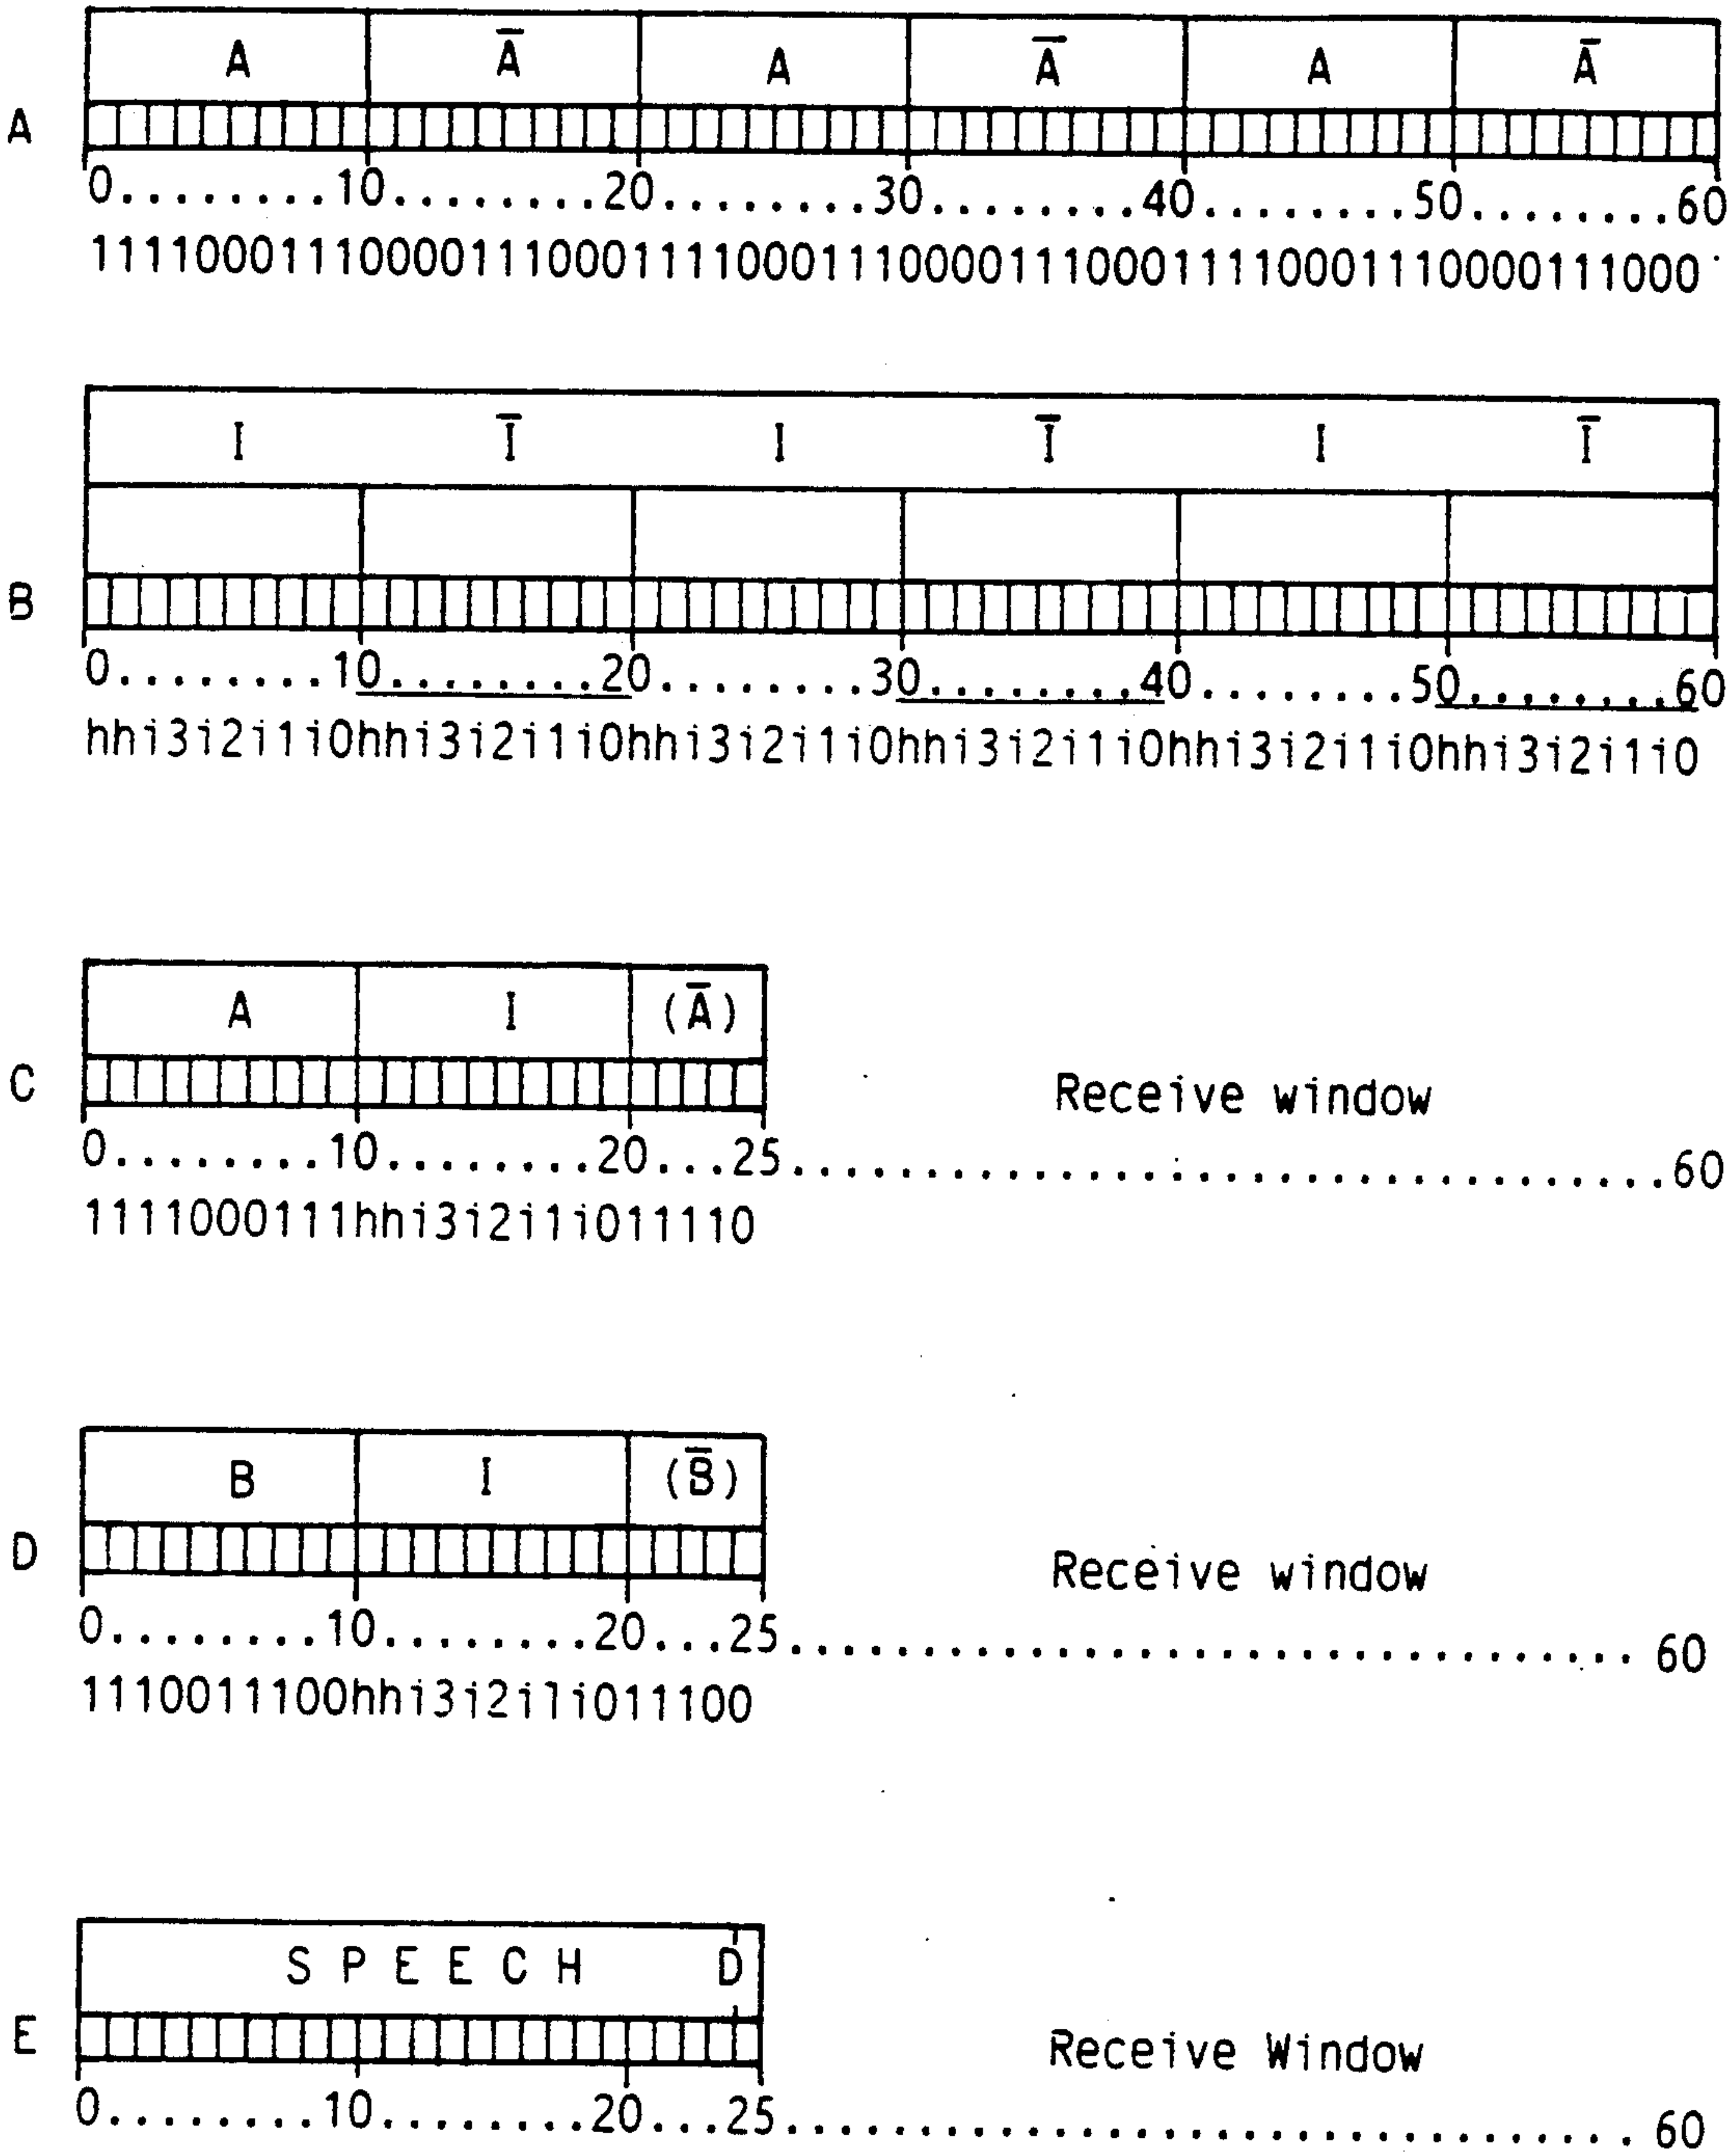 A Ā A Ā A Ā
A
0........10........20........30........40........50........60
111100011100001110001111000111000011100011110001110000111000
I Ī I Ī I Ī
B
0........10........20........30........40........50........60
hhi3i2i1i0hhi3i2i1i0hhi3i2i1i0hhi3i2i1i0hhi3i2i1i0hhi3i2i1i0
A I (Ā)
C Receive window
0........10........20...25.................................60
1111000111hhi3i2i1i011110
B I (B̄)
D Receive window
0........10........20...25................................60
1110011100hhi3i2i1i011100
SPEECH D
E Receive Window
0........10........20...25................................60